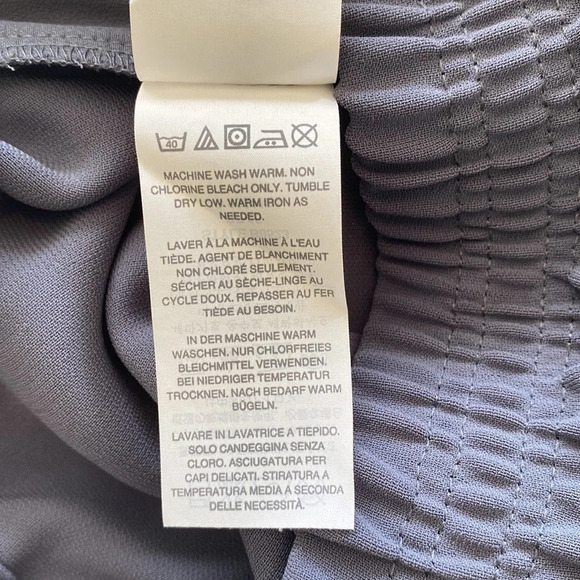 40
MACHINE WASH WARM. NON
CHLORINE BLEACH ONLY. TUMBLE
DRY LOW. WARM IRON AS
NEEDED.
LAVER À LA MACHINE À L'EAU
TIÈDE. AGENT DE BLANCHIMENT
NON CHLORÉ SEULEMENT.
SÉCHER AU SÈCHE-LINGE AU
CYCLE DOUX. REPASSER AU FER
TIÈDE AU BESOIN.
IN DER MASCHINE WARM
WASCHEN. NUR CHLORFREIES
BLEICHMITTEL VERWENDEN.
BEI NIEDRIGER TEMPERATUR
TROCKNEN. NACH BEDARF WARM
BÜGELN.
LAVARE IN LAVATRICE A TIEPIDO.
SOLO CANDEGGINA SENZA
CLORO. ASCIUGATURA PER
CAPI DELICATI. STIRATURA A
TEMPERATURA MEDIA A SECONDA
DELLE NECESSITÀ.